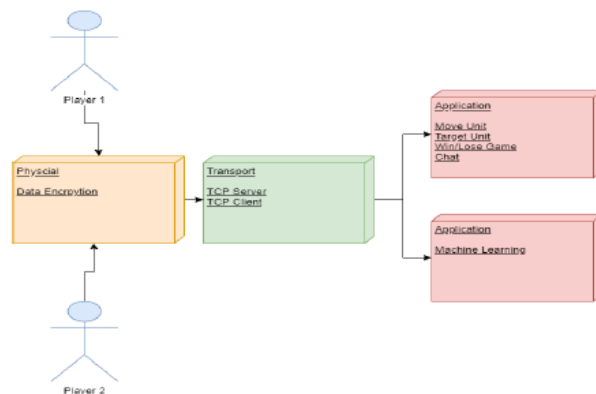 Player 1
Physcial
Data Encrpytion
Transport
TCP Server
TCP Client
Application
Move Unit
Target Unit
Win/Lose Game
Chat
Application
Machine Learning
Player 2